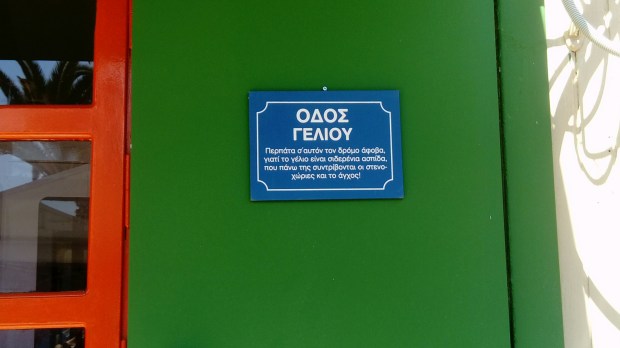 ΟΔΟΣ
ΓΕΛΙΟΥ
Περπάτα σ'αυτόν τον δρόμο άφοβα,
γιατί το γέλιο είναι σιδερένια ασπίδα,
που πάνω της συντρίβονται οι στενο-
χώριες και το άγχος!